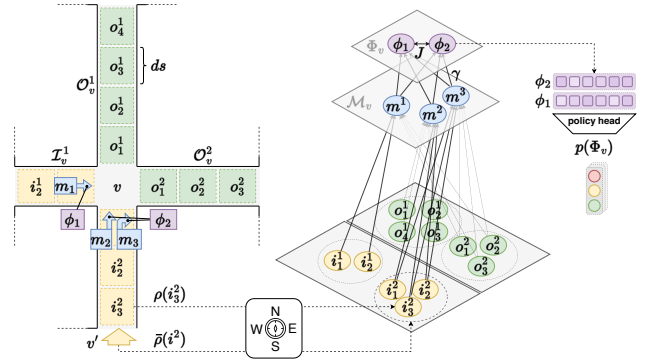 o_4^1
o_3^1
ds
O_v^1
o_2^1
o_1^1
I_v^1
O_v^2
i_2^1
m_1
v
o_1^2
o_2^2
o_3^2
ϕ_1
ϕ_2
m_2
m_3
i_2^2
i_3^2
ρ(i_3^2)
v′
ρ̄(i^2)
N
W
E
S
Φ_v
ϕ_1
J
ϕ_2
γ
M_v
m^1
m^2
m^3
o_1^1
o_2^1
o_4^1
o_3^1
o_1^2
o_2^2
o_3^2
i_1^1
i_2^1
i_1^2
i_2^2
i_3^2
ϕ_2
ϕ_1
policy head
p(Φ_v)